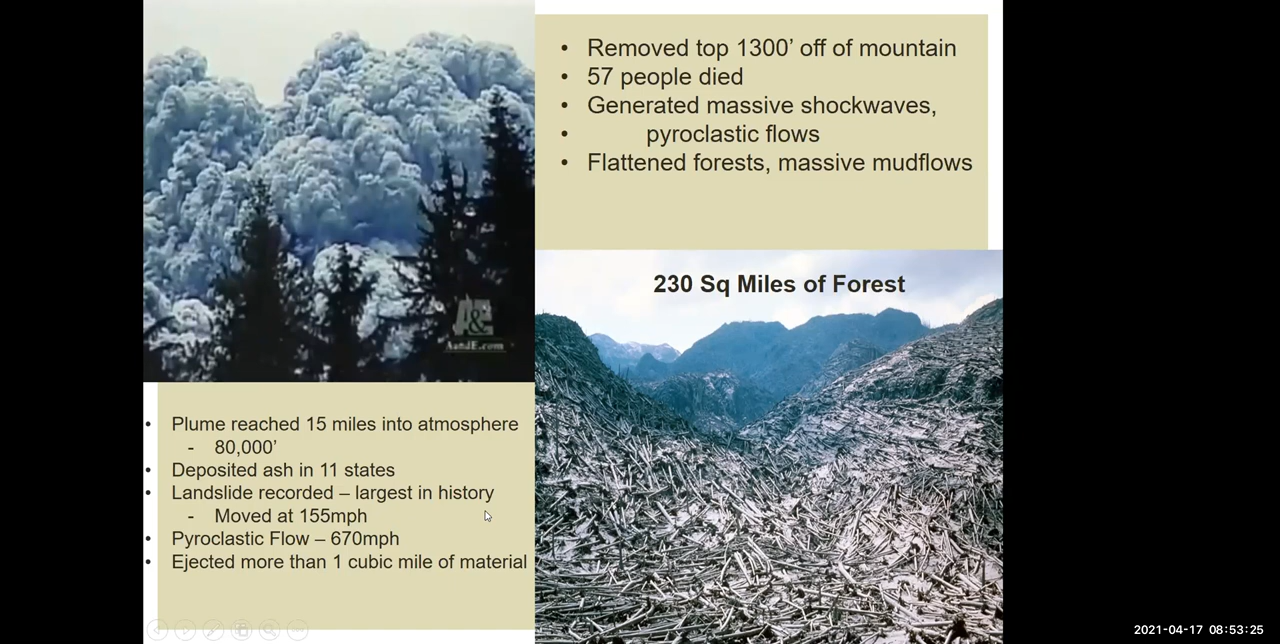 • Removed top 1300’ off of mountain
• 57 people died
• Generated massive shockwaves,
• pyroclastic flows
• Flattened forests, massive mudflows
A&E
AandE.com
230 Sq Miles of Forest
• Plume reached 15 miles into atmosphere
- 80,000’
• Deposited ash in 11 states
• Landslide recorded – largest in history
- Moved at 155mph
• Pyroclastic Flow – 670mph
• Ejected more than 1 cubic mile of material
2021-04-17 08:53:25